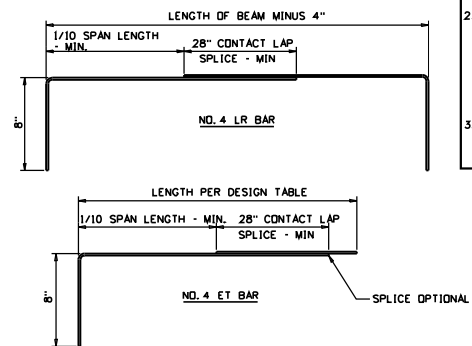 LENGTH OF BEAM MINUS 4"
1/10 SPAN LENGTH
- MIN.
28" CONTACT LAP
SPLICE - MIN
8"
NO. 4 LR BAR
LENGTH PER DESIGN TABLE
1/10 SPAN LENGTH - MIN.
28" CONTACT LAP
SPLICE - MIN
8"
NO. 4 ET BAR
SPLICE OPTIONAL
2
3